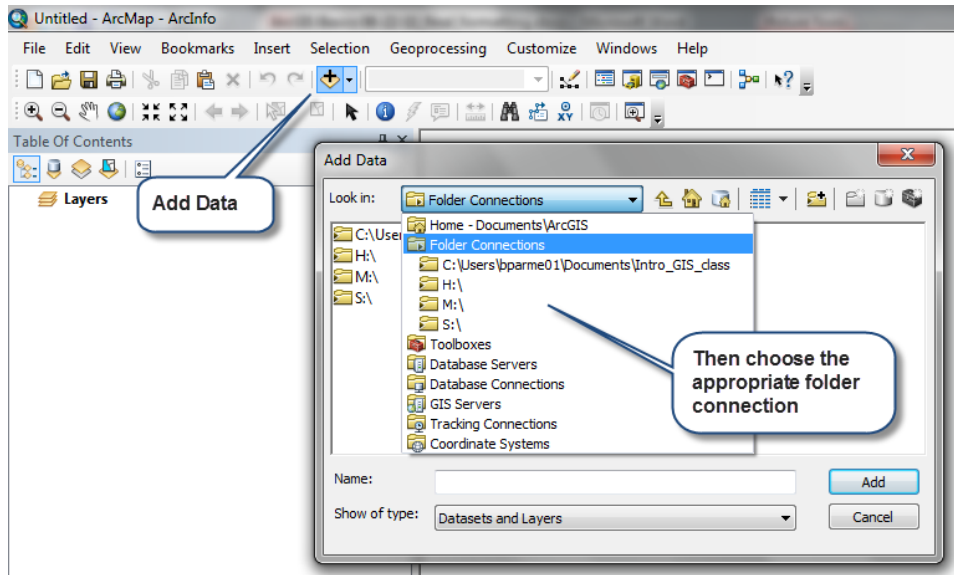 Untitled - ArcMap - ArcInfo
File Edit View Bookmarks Insert Selection Geoprocessing Customize Windows Help
Table Of Contents
Layers
Add Data
Add Data
Look in: Folder Connections
C:\User
H:\
M:\
S:\
Home - Documents\ArcGIS
Folder Connections
C:\Users\bparme01\Documents\Intro_GIS_class
H:\
M:\
S:\
Toolboxes
Database Servers
Database Connections
GIS Servers
Tracking Connections
Coordinate Systems
Then choose the
appropriate folder
connection
Name:
Add
Show of type: Datasets and Layers
Cancel